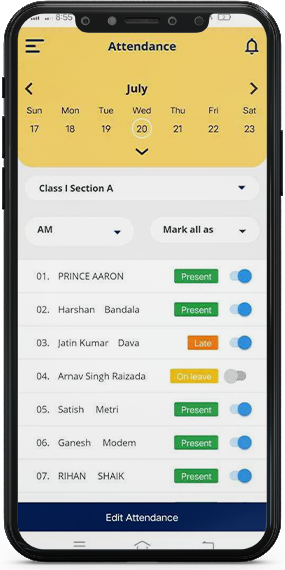 8:55
Attendance
July
Sun Mon Tue Wed Thu Fri Sat
17 18 19 20 21 22 23
Class I Section A
AM Mark all as
01. PRINCE AARON Present
02. Harshan Bandala Present
03. Jatin Kumar Dava Late
04. Arnav Singh Raizada On leave
05. Satish Metri Present
06. Ganesh Modem Present
07. RIHAN SHAIK Present
Edit Attendance